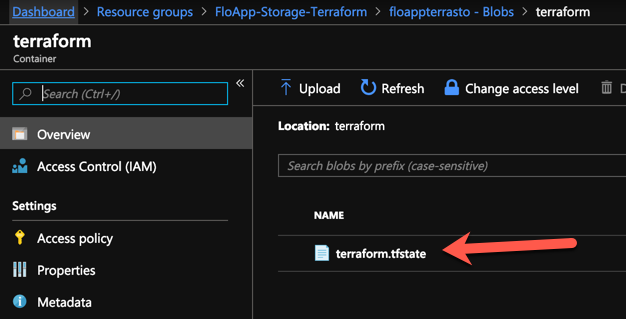 Dashboard > Resource groups > FloApp-Storage-Terraform > floappterrasto - Blobs > terraform
terraform
Container
Search (Ctrl+/)
«
Overview
Access Control (IAM)
Settings
Access policy
Properties
Metadata
Upload Refresh Change access level D
Location: terraform
Search blobs by prefix (case-sensitive)
NAME
terraform.tfstate